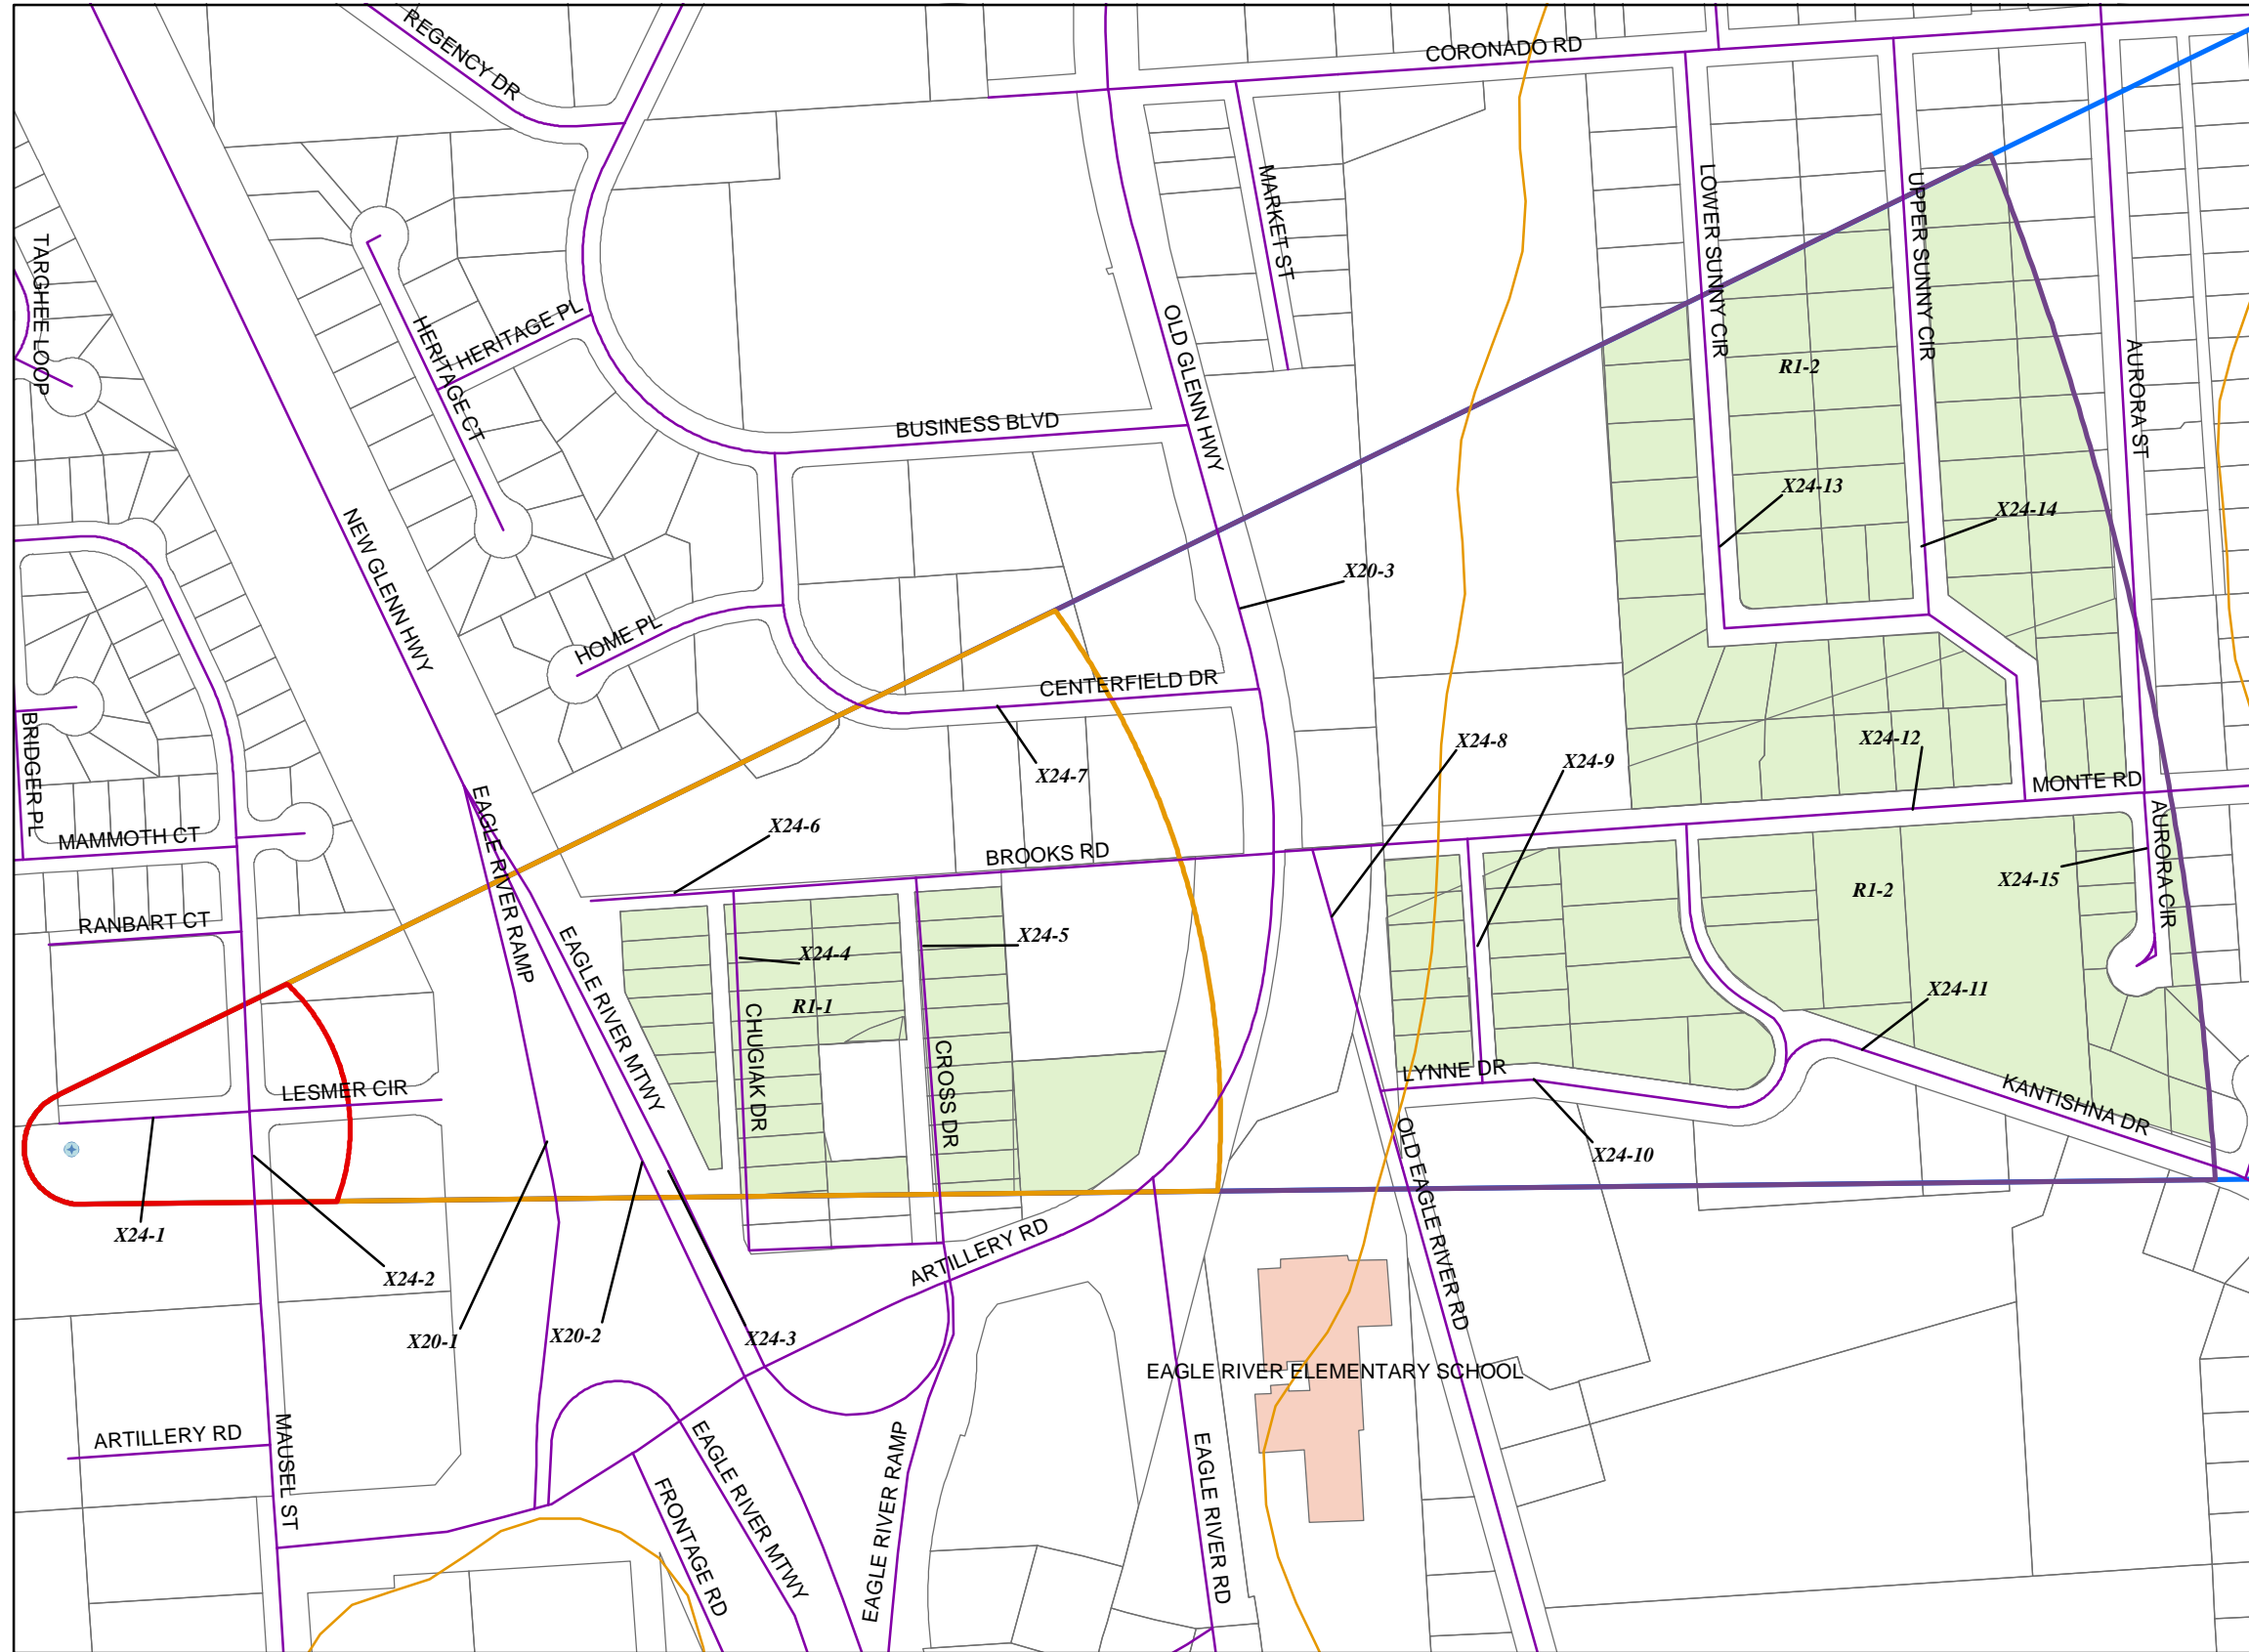 REGENCY DR
CORONADO RD
TARGHEE LOOP
MARKET ST
LOWER SUNNY CIR
UPPER SUNNY CIR
HERITAGE PL
HERITAGE CT
OLD GLENN HWY
AURORA ST
R1-2
BUSINESS BLVD
X24-13
X24-14
NEW GLENN HWY
X20-3
HOME PL
CENTERFIELD DR
BRIDGER PL
X24-7
X24-8
X24-9
X24-12
MONTE RD
MAMMOTH CT
EAGLE RIVER RAMP
X24-6
BROOKS RD
AURORA CIR
X24-15
R1-2
RANBART CT
EAGLE RIVER MTWY
X24-4
X24-5
R1-1
X24-11
CHUGIAK DR
CROSS DR
LESMER CIR
LYNNE DR
KANTISHNA DR
X24-10
OLD EAGLE RIVER RD
X24-1
X24-2
ARTILLERY RD
X20-1
X20-2
X24-3
EAGLE RIVER ELEMENTARY SCHOOL
ARTILLERY RD
MAUSEL ST
EAGLE RIVER RAMP
EAGLE RIVER MTWY
EAGLE RIVER RD
FRONTAGE RD